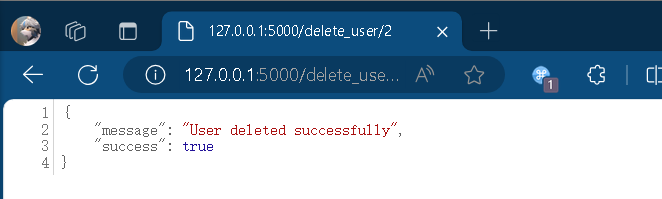 127.0.0.1:5000/delete_user/2
127.0.0.1:5000/delete_use...
A
1
1 {
2 "message": "User deleted successfully",
3 "success": true
4 }